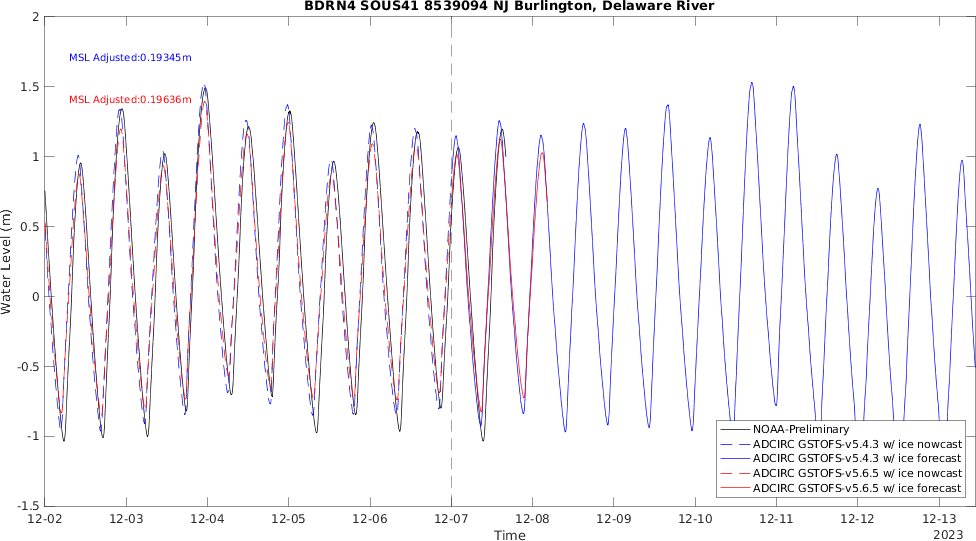 BDRN4 SOUS41 8539094 NJ Burlington, Delaware River
2
1.5
1
0.5
0
-0.5
-1
-1.5
Water Level (m)
MSL Adjusted:0.19345m
MSL Adjusted:0.19636m
NOAA-Preliminary
ADCIRC GSTOFS-v5.4.3 w/ ice nowcast
ADCIRC GSTOFS-v5.4.3 w/ ice forecast
ADCIRC GSTOFS-v5.6.5 w/ ice nowcast
ADCIRC GSTOFS-v5.6.5 w/ ice forecast
12-02 12-03 12-04 12-05 12-06 12-07 12-08 12-09 12-10 12-11 12-12 12-13
Time
2023